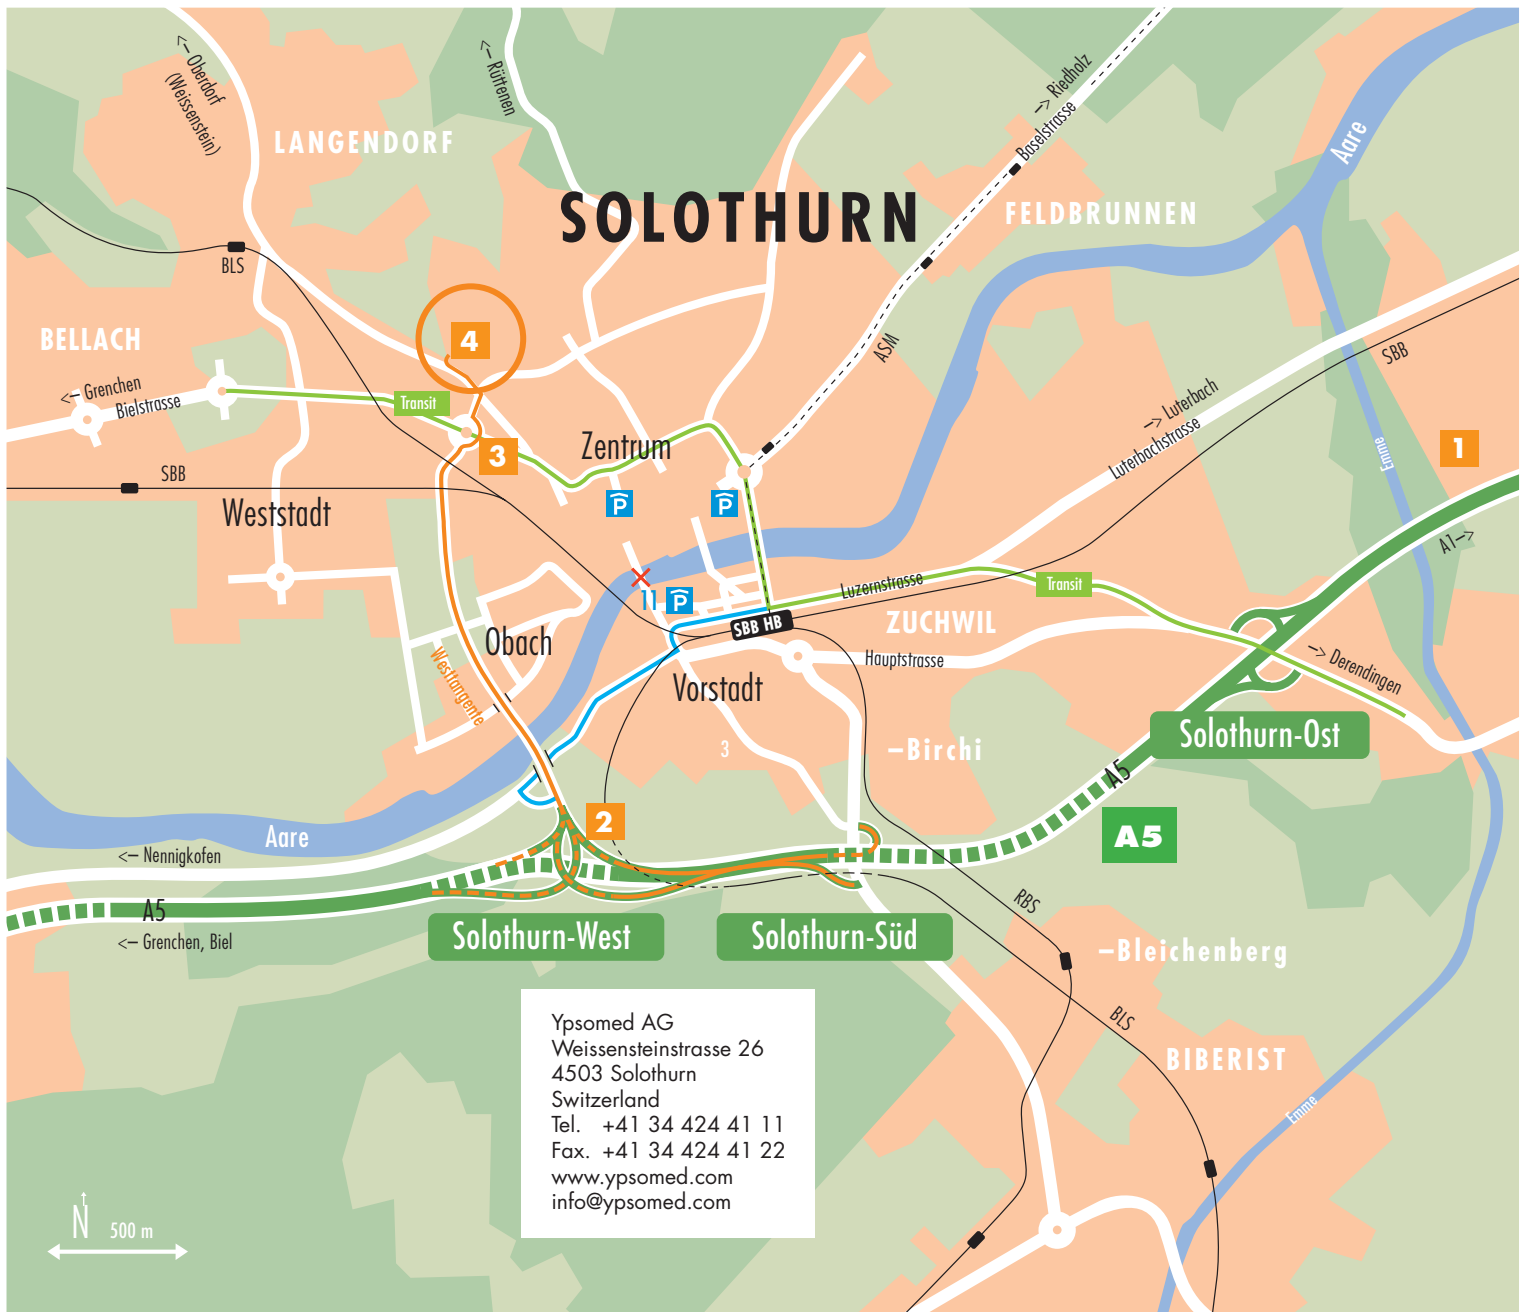 <– Oberdorf
(Weissenstein)
<– Rüttenen
–> Riedholz
Baselstrasse
Aare
LANGENDORF
SOLOTHURN
FELDBRUNNEN
BLS
BELLACH
4
ASM
SBB
<– Grenchen
Bielstrasse
Transit
–> Luterbach
Luterbachstrasse
Zentrum
3
Emme
1
SBB
P
P
Weststadt
A1–>
11
P
Luzernstrasse
Transit
SBB HB
ZUCHWIL
Obach
Westtangente
Hauptstrasse
–> Derendingen
Vorstadt
3
–Birchi
Solothurn-Ost
A5
2
A5
Aare
<– Nennigkofen
A5
<– Grenchen, Biel
Solothurn-West
Solothurn-Süd
RBS
–Bleichenberg
BLS
BIBERIST
Emme
Ypsomed AG
Weissensteinstrasse 26
4503 Solothurn
Switzerland
Tel. +41 34 424 41 11
Fax. +41 34 424 41 22
www.ypsomed.com
info@ypsomed.com
N
500 m